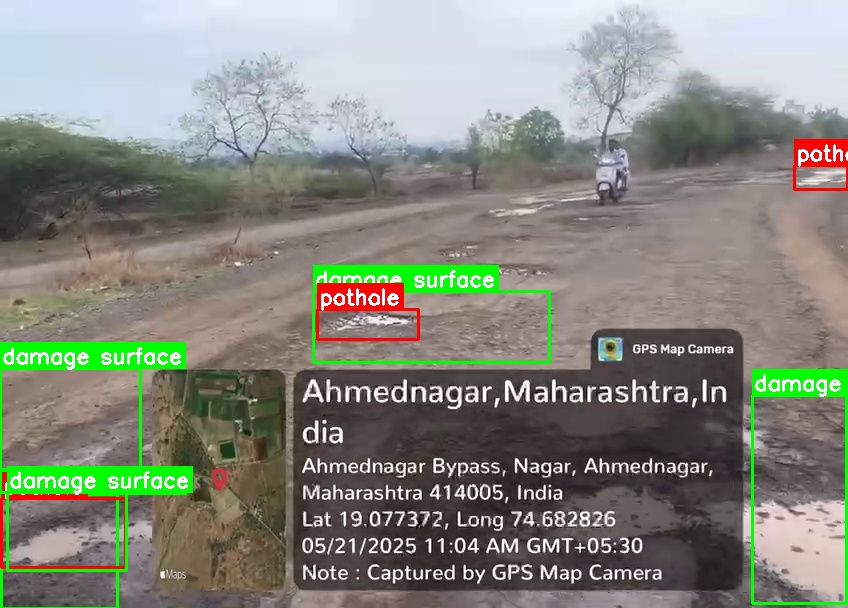 poth
damage surface
pothole
GPS Map Camera
damage surface
damage
Ahmednagar,Maharashtra,In
dia
Ahmednagar Bypass, Nagar, Ahmednagar,
Maharashtra 414005, India
Lat 19.077372, Long 74.682826
05/21/2025 11:04 AM GMT+05:30
Note : Captured by GPS Map Camera
damage surface
Maps